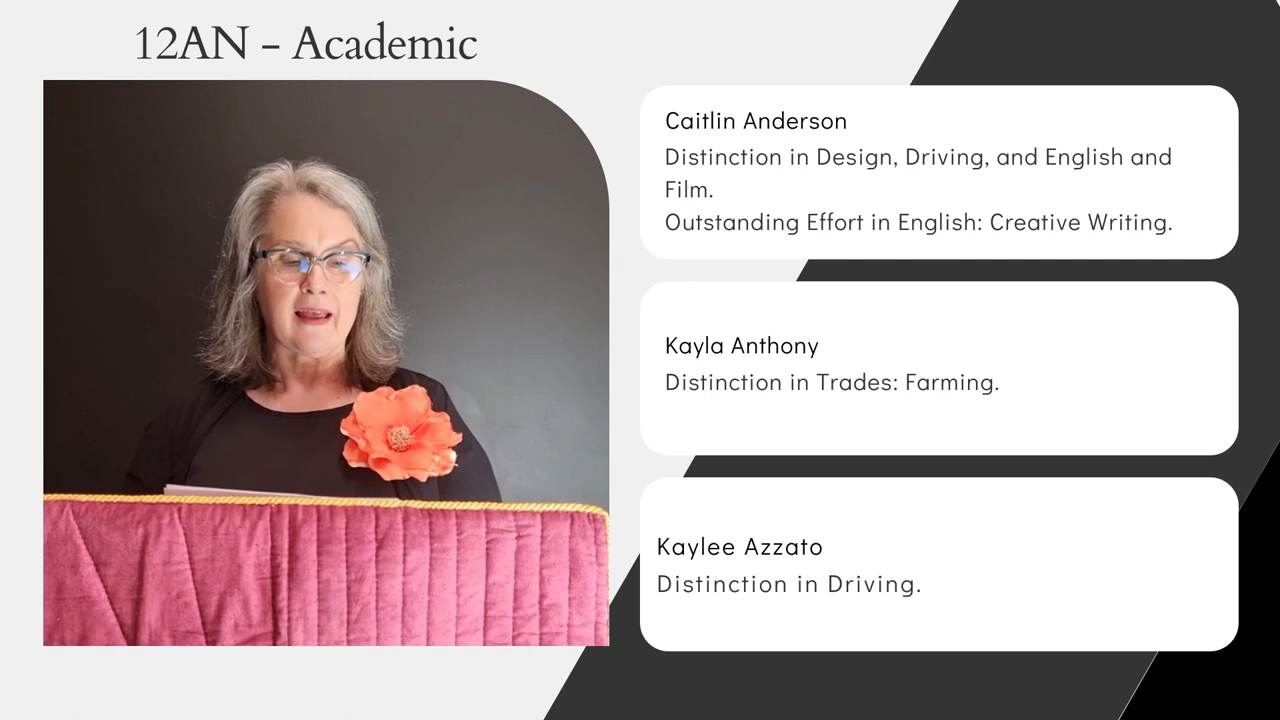 12AN - Academic
Caitlin Anderson
Distinction in Design, Driving, and English and
Film.
Outstanding Effort in English: Creative Writing.
Kayla Anthony
Distinction in Trades: Farming.
Kaylee Azzato
Distinction in Driving.